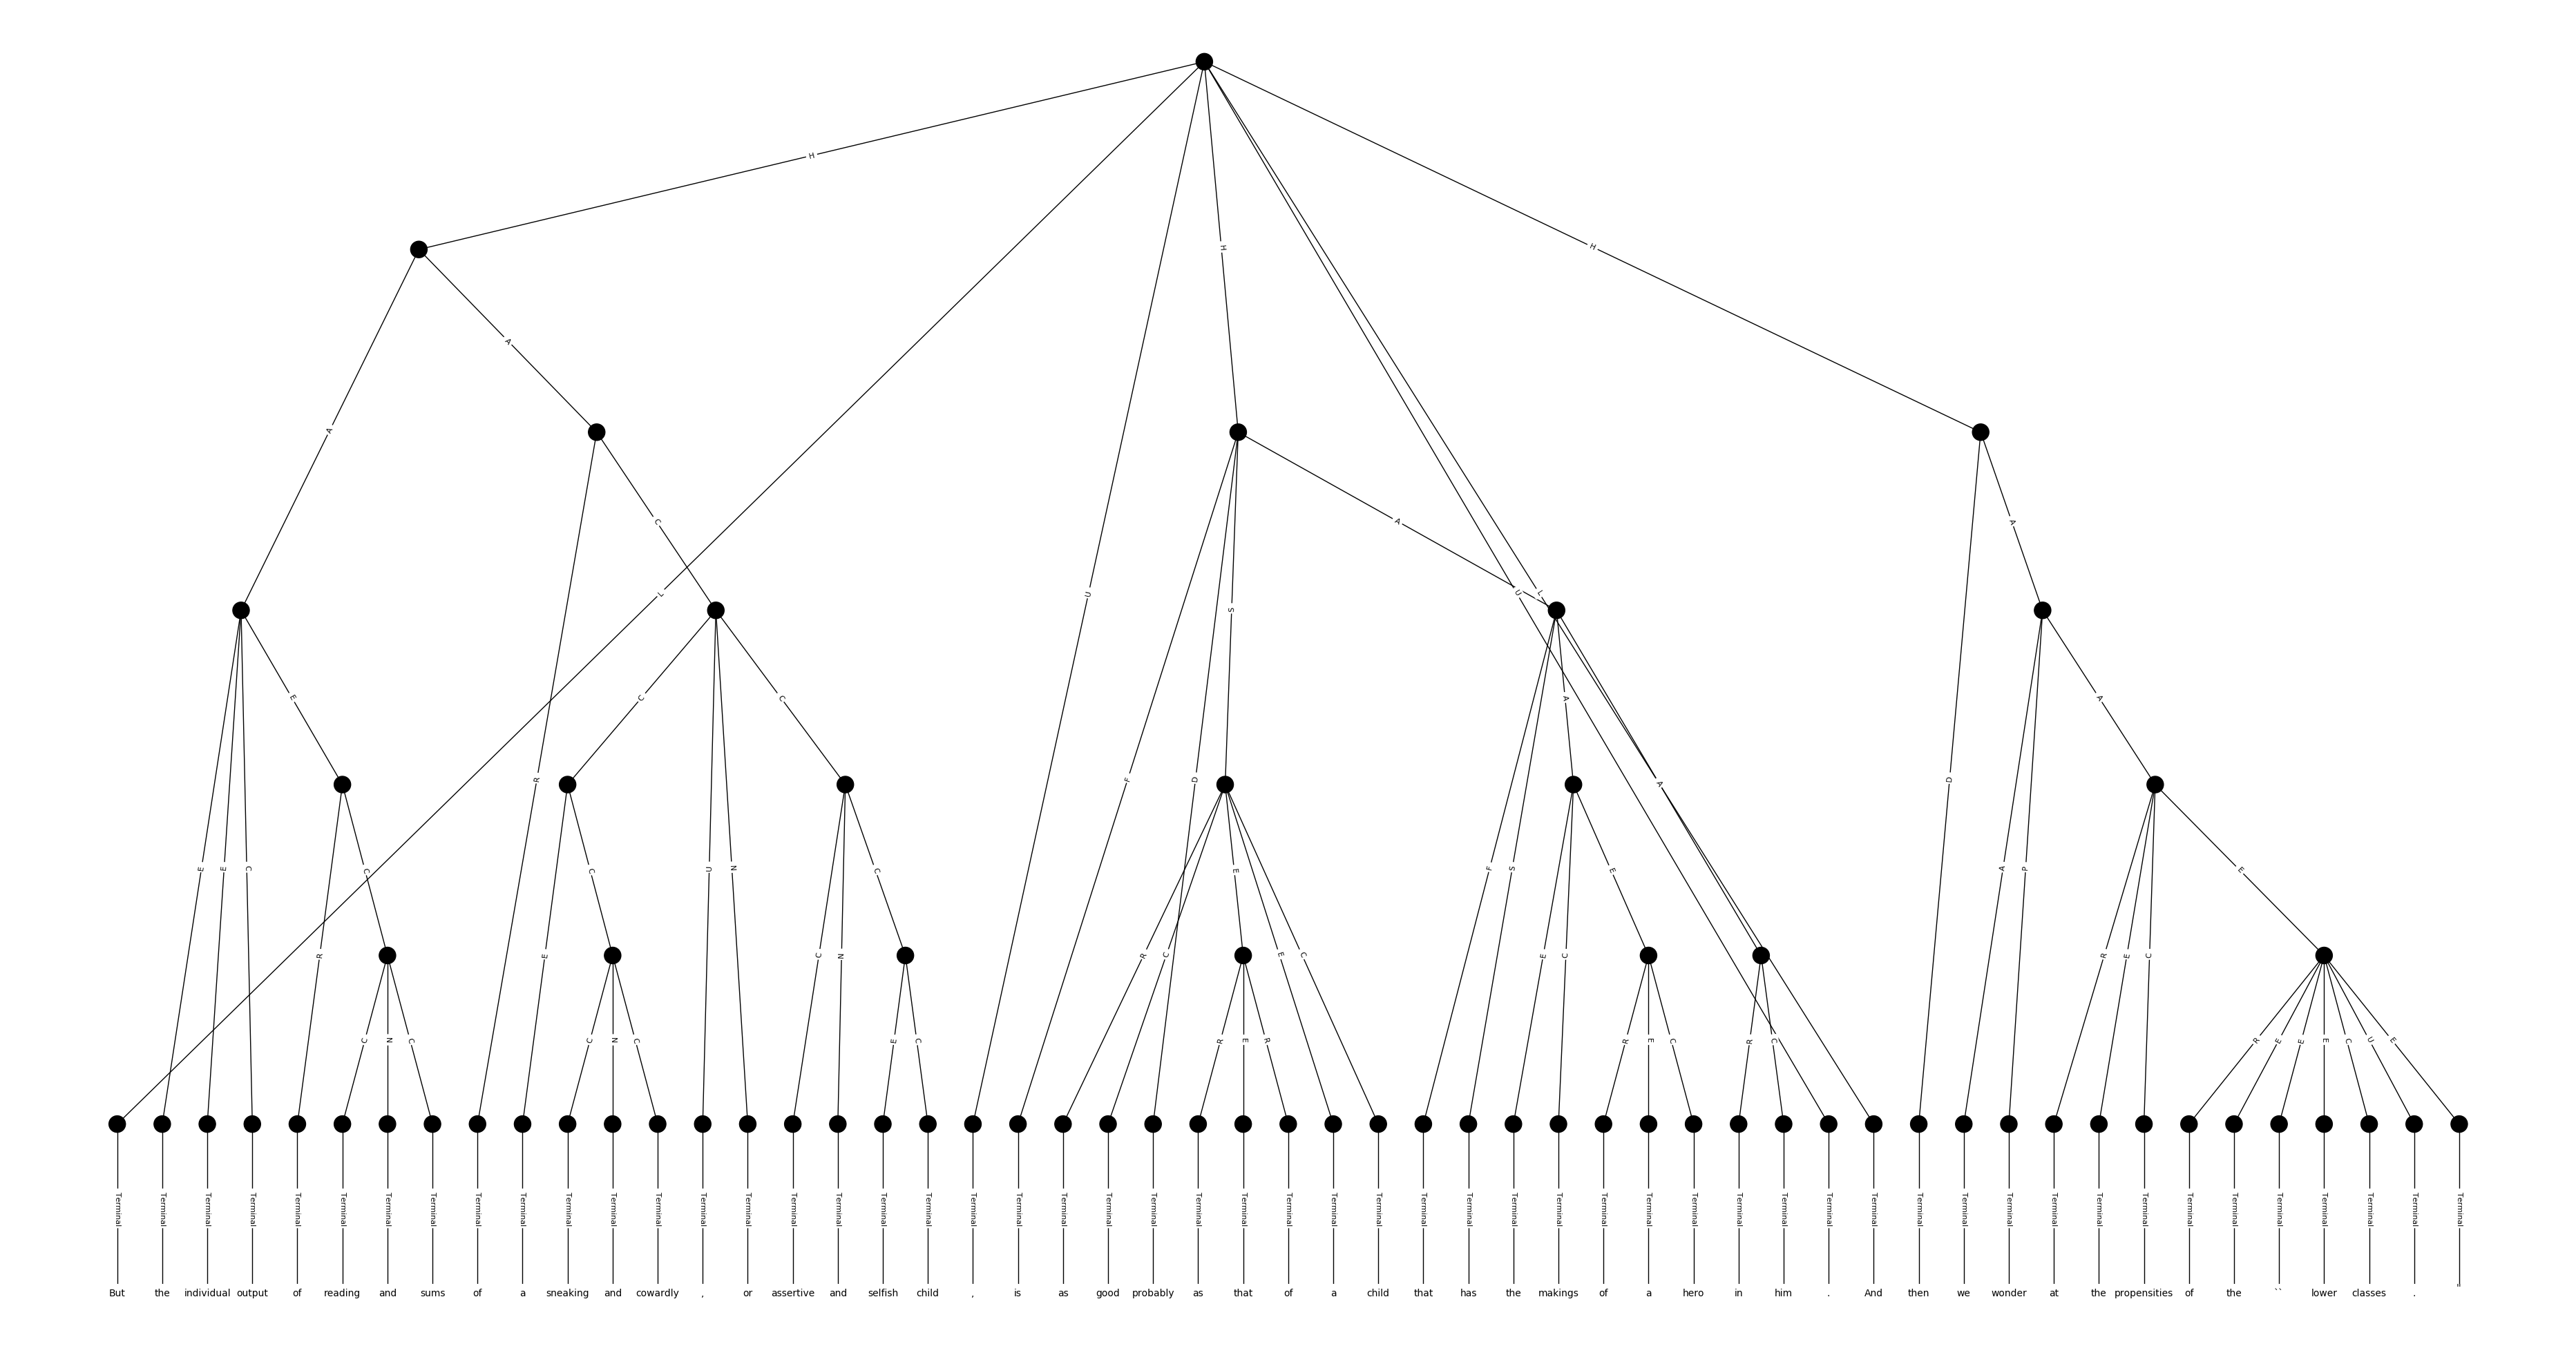 H
H
H
A
A
A
C
A
A
L
U
U
L
S
E
C
C
A
A
R
F
D
A
D
E
E
C
C
C
U
N
C
E
F
S
E
A
P
E
R
E
C
N
R
C
E
C
E
C
R
E
C
C
N
C
C
N
C
E
C
R
E
R
R
E
C
R
C
R
E
E
E
C
U
E
Terminal Terminal Terminal Terminal Terminal Terminal Terminal Terminal Terminal Terminal Terminal Terminal Terminal Terminal Terminal Terminal Terminal Terminal Terminal Terminal Terminal Terminal Terminal Terminal Terminal Terminal Terminal Terminal Terminal Terminal Terminal Terminal Terminal Terminal Terminal Terminal Terminal Terminal Terminal Terminal Terminal Terminal Terminal Terminal Terminal Terminal Terminal Terminal Terminal Terminal Terminal Terminal Terminal
But the individual output of reading and sums of a sneaking and cowardly , or assertive and selfish child , is as good probably as that of a child that has the makings of a hero in him . And then we wonder at the propensities of the `` lower classes . "